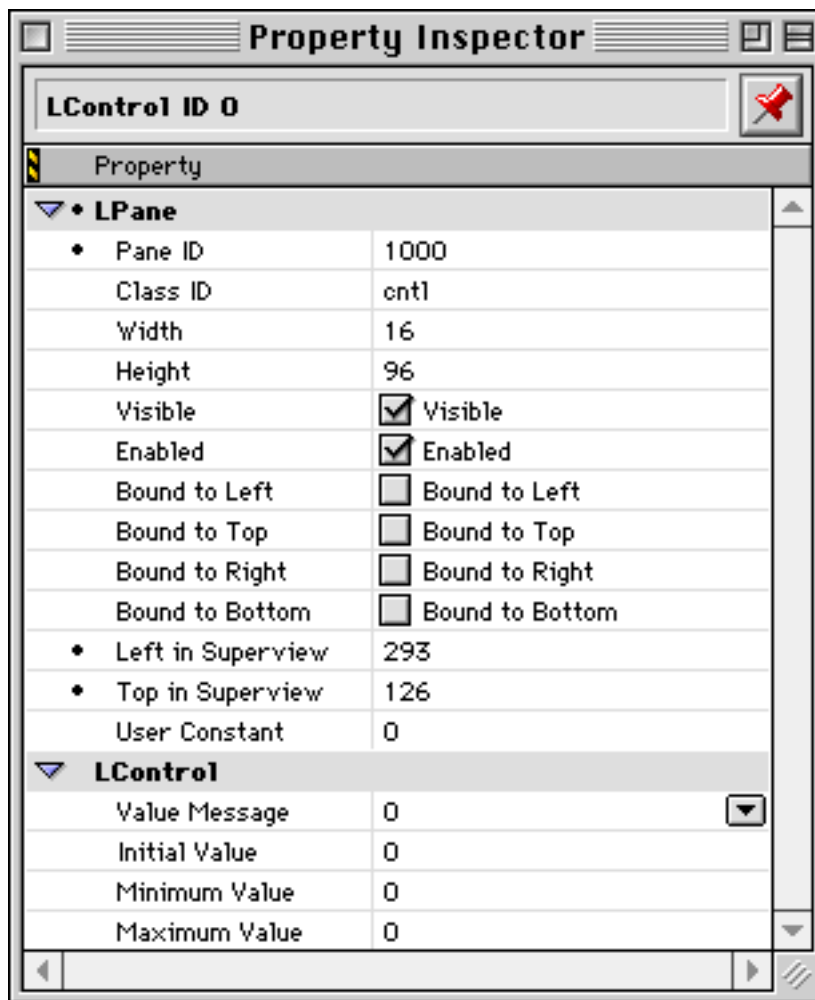 Property Inspector
LControl ID 0
Property
• LPane
• Pane ID 1000
Class ID cntl
Width 16
Height 96
Visible Visible
Enabled Enabled
Bound to Left Bound to Left
Bound to Top Bound to Top
Bound to Right Bound to Right
Bound to Bottom Bound to Bottom
• Left in Superview 293
• Top in Superview 126
User Constant 0
LControl
Value Message 0
Initial Value 0
Minimum Value 0
Maximum Value 0